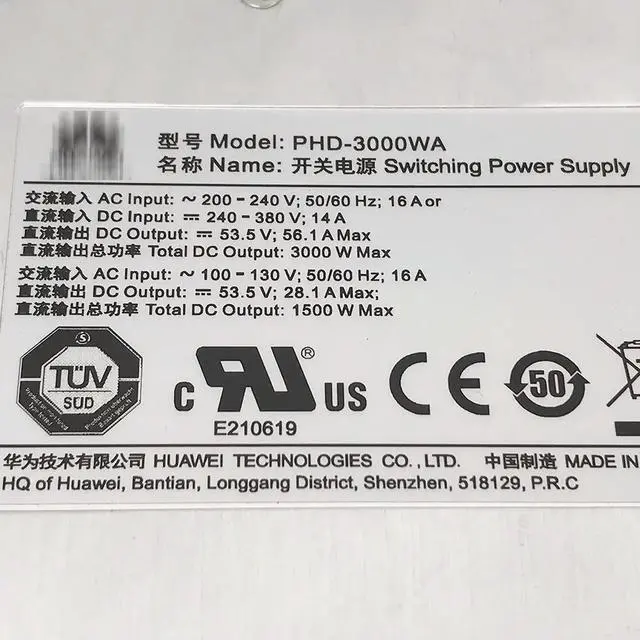 型号 Model: PHD-3000WA
名称 Name: 开关电源 Switching Power Supply
交流输入 AC Input: ~ 200 - 240 V; 50/60 Hz; 16 A or
直流输入 DC Input: ⎓ 240 - 380 V; 14 A
直流输出 DC Output: ⎓ 53.5 V; 56.1 A Max
直流输出总功率 Total DC Output: 3000 W Max
交流输入 AC Input: ~ 100 - 130 V; 50/60 Hz; 16 A
直流输出 DC Output: ⎓ 53.5 V; 28.1 A Max;
直流输出总功率 Total DC Output: 1500 W Max
TÜV
SÜD
c RU ® US
E210619
CE
50
华为技术有限公司 HUAWEI TECHNOLOGIES CO., LTD. 中国制造 MADE IN
HQ of Huawei, Bantian, Longgang District, Shenzhen, 518129, P.R.C